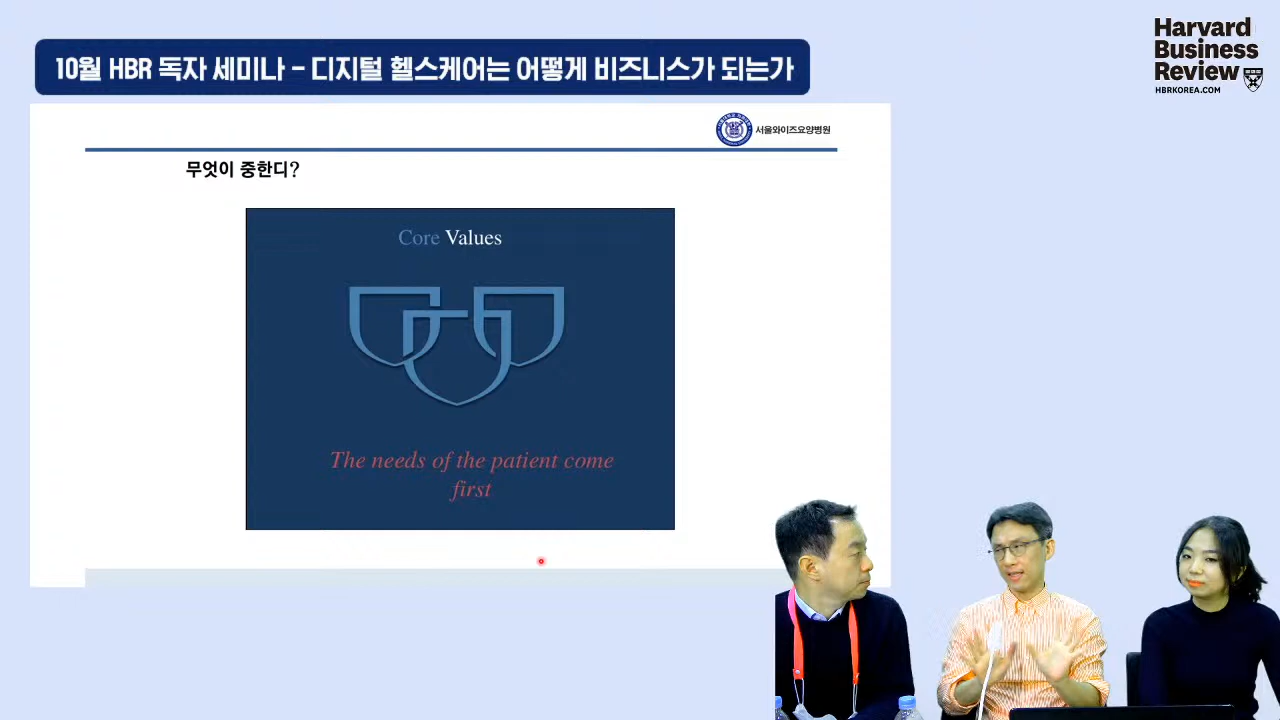 Harvard
Business
Review
HBRKOREA.COM
10월 HBR 독자 세미나 - 디지털 헬스케어는 어떻게 비즈니스가 되는가
서울와이즈요양병원
무엇이 중한디?
Core Values
The needs of the patient come
first